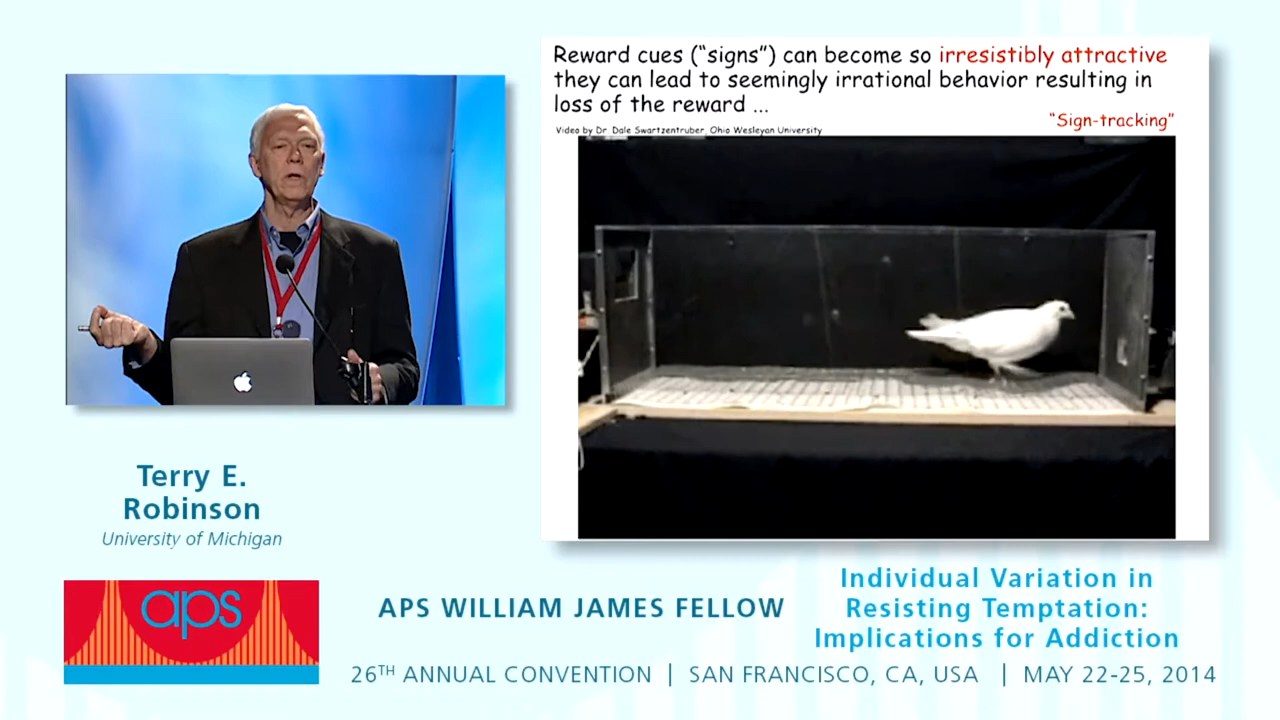 Reward cues (“signs”) can become so irresistibly attractive
they can lead to seemingly irrational behavior resulting in
loss of the reward ...
“Sign-tracking”
Video by Dr. Dale Swartzentruber, Ohio Wesleyan University
Terry E.
Robinson
University of Michigan
aps
APS WILLIAM JAMES FELLOW
Individual Variation in
Resisting Temptation:
Implications for Addiction
26TH ANNUAL CONVENTION | SAN FRANCISCO, CA, USA | MAY 22-25, 2014